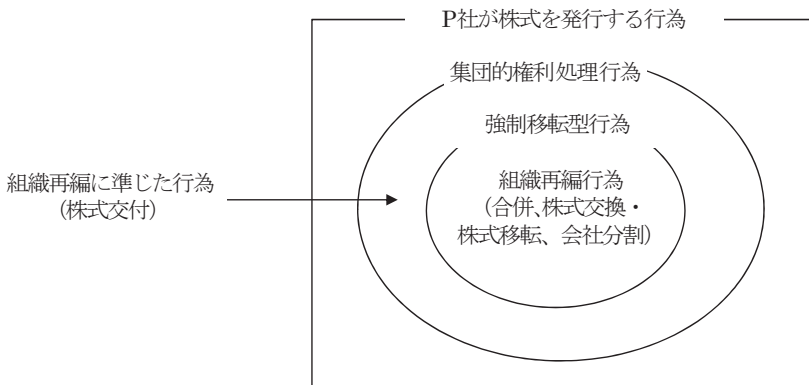 P社が株式を発行する行為
集団的権利処理行為
強制移転型行為
組織再編行為
(合併、株式交換・
株式移転、会社分割)
組織再編に準じた行為
(株式交付)